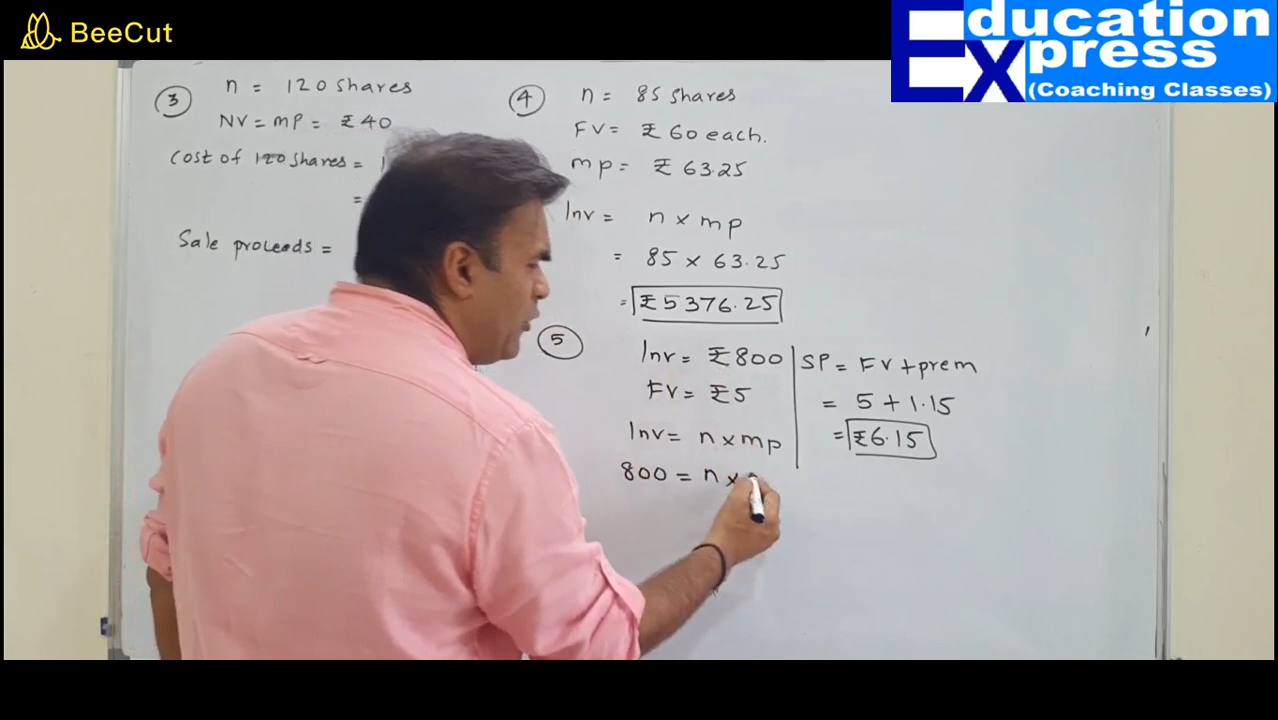 BeeCut
Education
Express
(Coaching Classes)
③ n = 120 shares
NV = MP = ₹ 40
Cost of 120 shares =
=
Sale proceeds =
④ n = 85 shares
FV = ₹ 60 each.
MP = ₹ 63.25
Inv = n × MP
= 85 × 63.25
= ₹ 5376.25
⑤ Inv = ₹ 800
FV = ₹ 5
Inv = n × MP
800 = n ×
SP = FV + prem
= 5 + 1.15
= ₹ 6.15